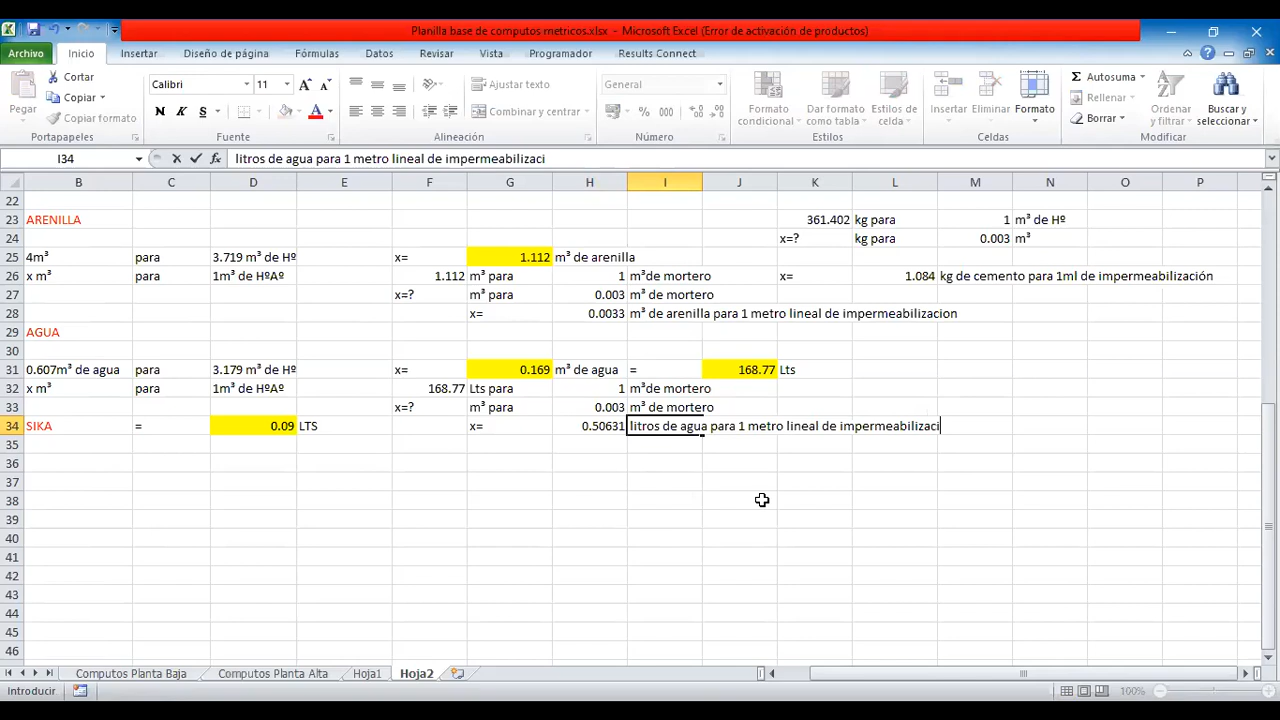 Planilla base de computos metricos.xlsx - Microsoft Excel (Error de activación de productos)
Archivo Inicio Insertar Diseño de página Fórmulas Datos Revisar Vista Programador Results Connect
Pegar Cortar Copiar Copiar formato Portapapeles
Calibri 11 N K S A Fuente
Ajustar texto Combinar y centrar Alineación
General % 000 Número
Formato condicional Dar formato como tabla Estilos de celda Estilos
Insertar Eliminar Formato Celdas
Autosuma Rellenar Borrar Ordenar y filtrar Buscar y seleccionar Modificar
I34 fx litros de agua para 1 metro lineal de impermeabilizaci
B C D E F G H I J K L M N O P
22
23 ARENILLA 361.402 kg para 1 m³ de Hº
24 x=? kg para 0.003 m³
25 4m³ para 3.719 m³ de Hº x= 1.112 m³ de arenilla
26 x m³ para 1m³ de HºAº 1.112 m³ para 1 m³de mortero x= 1.084 kg de cemento para 1ml de impermeabilización
27 x=? m³ para 0.003 m³ de mortero
28 x= 0.0033 m³ de arenilla para 1 metro lineal de impermeabilizacion
29 AGUA
30
31 0.607m³ de agua para 3.179 m³ de Hº x= 0.169 m³ de agua = 168.77 Lts
32 x m³ para 1m³ de HºAº 168.77 Lts para 1 m³de mortero
33 x=? m³ para 0.003 m³ de mortero
34 SIKA = 0.09 LTS x= 0.50631 litros de agua para 1 metro lineal de impermeabilizaci
35
36
37
38
39
40
41
42
43
44
45
46
Computos Planta Baja Computos Planta Alta Hoja1 Hoja2
Introducir 100%